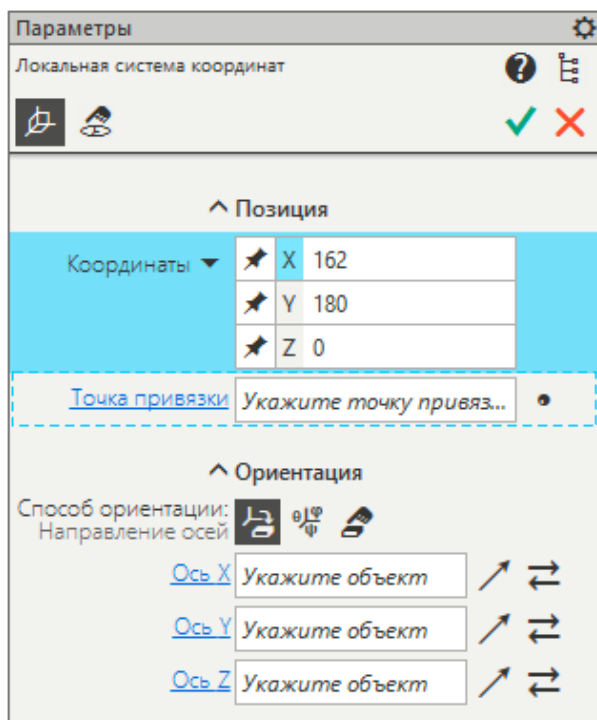 Параметры
Локальная система координат
Позиция
Координаты
X 162
Y 180
Z 0
Точка привязки Укажите точку привяз...
Ориентация
Способ ориентации:
Направление осей
θ φ ψ
Ось X Укажите объект
Ось Y Укажите объект
Ось Z Укажите объект